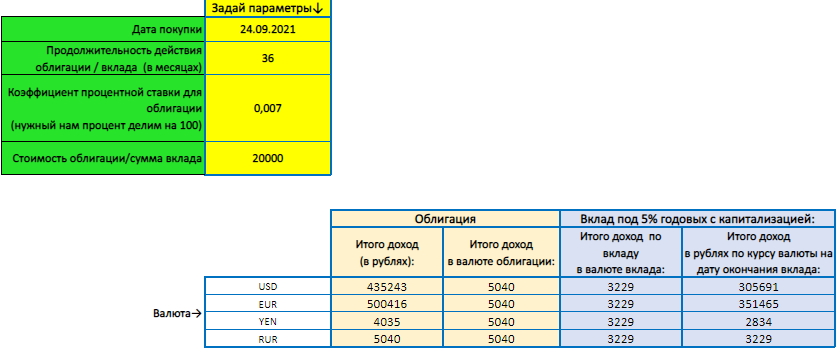 Задай параметры↓
Дата покупки 24.09.2021
Продолжительность действия
облигации / вклада (в месяцах) 36
Коэффициент процентной ставки для
облигации
(нужный нам процент делим на 100) 0,007
Стоимость облигации/сумма вклада 20000
Облигация Вклад под 5% годовых с капитализацией:
Итого доход
(в рублях):
Итого доход
в валюте облигации:
Итого доход по
вкладу
в валюте вклада:
Итого доход
в рублях по курсу валюты на
дату окончания вклада:
Валюта→
USD 435243 5040 3229 305691
EUR 500416 5040 3229 351465
YEN 4035 5040 3229 2834
RUR 5040 5040 3229 3229